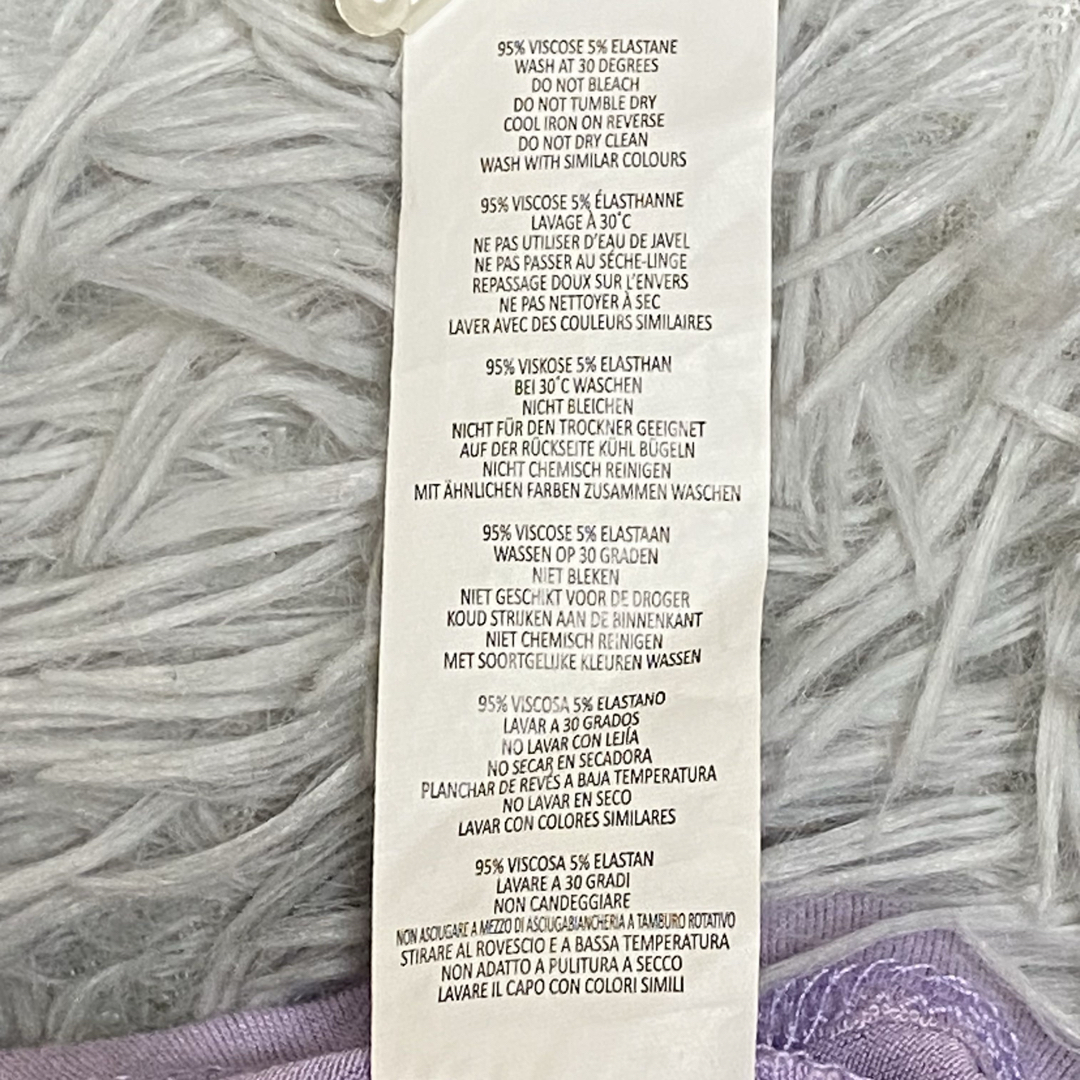 95% VISCOSE 5% ELASTANE
WASH AT 30 DEGREES
DO NOT BLEACH
DO NOT TUMBLE DRY
COOL IRON ON REVERSE
DO NOT DRY CLEAN
WASH WITH SIMILAR COLOURS
95% VISCOSE 5% ÉLASTHANNE
LAVAGE À 30°C
NE PAS UTILISER D'EAU DE JAVEL
NE PAS PASSER AU SÉCHE-LINGE
REPASSAGE DOUX SUR L'ENVERS
NE PAS NETTOYER À SEC
LAVER AVEC DES COULEURS SIMILAIRES
95% VISKOSE 5% ELASTHAN
BEI 30°C WASCHEN
NICHT BLEICHEN
NICHT FÜR DEN TROCKNER GEEIGNET
AUF DER RÜCKSEITE KÜHL BÜGELN
NICHT CHEMISCH REINIGEN
MIT ÄHNLICHEN FARBEN ZUSAMMEN WASCHEN
95% VISCOSE 5% ELASTAAN
WASSEN OP 30 GRADEN
NIET BLEKEN
NIET GESCHIKT VOOR DE DROGER
KOUD STRIJKEN AAN DE BINNENKANT
NIET CHEMISCH REINIGEN
MET SOORTGELIJKE KLEUREN WASSEN
95% VISCOSA 5% ELASTANO
LAVAR A 30 GRADOS
NO LAVAR CON LEJÍA
NO SECAR EN SECADORA
PLANCHAR DE REVÉS A BAJA TEMPERATURA
NO LAVAR EN SECO
LAVAR CON COLORES SIMILARES
95% VISCOSA 5% ELASTAN
LAVARE A 30 GRADI
NON CANDEGGIARE
NON ASCIUGARE A MEZZO DI ASCIUGABIANCHERIA A TAMBURO ROTATIVO
STIRARE AL ROVESCIO E A BASSA TEMPERATURA
NON ADATTO A PULITURA A SECCO
LAVARE IL CAPO CON COLORI SIMILI